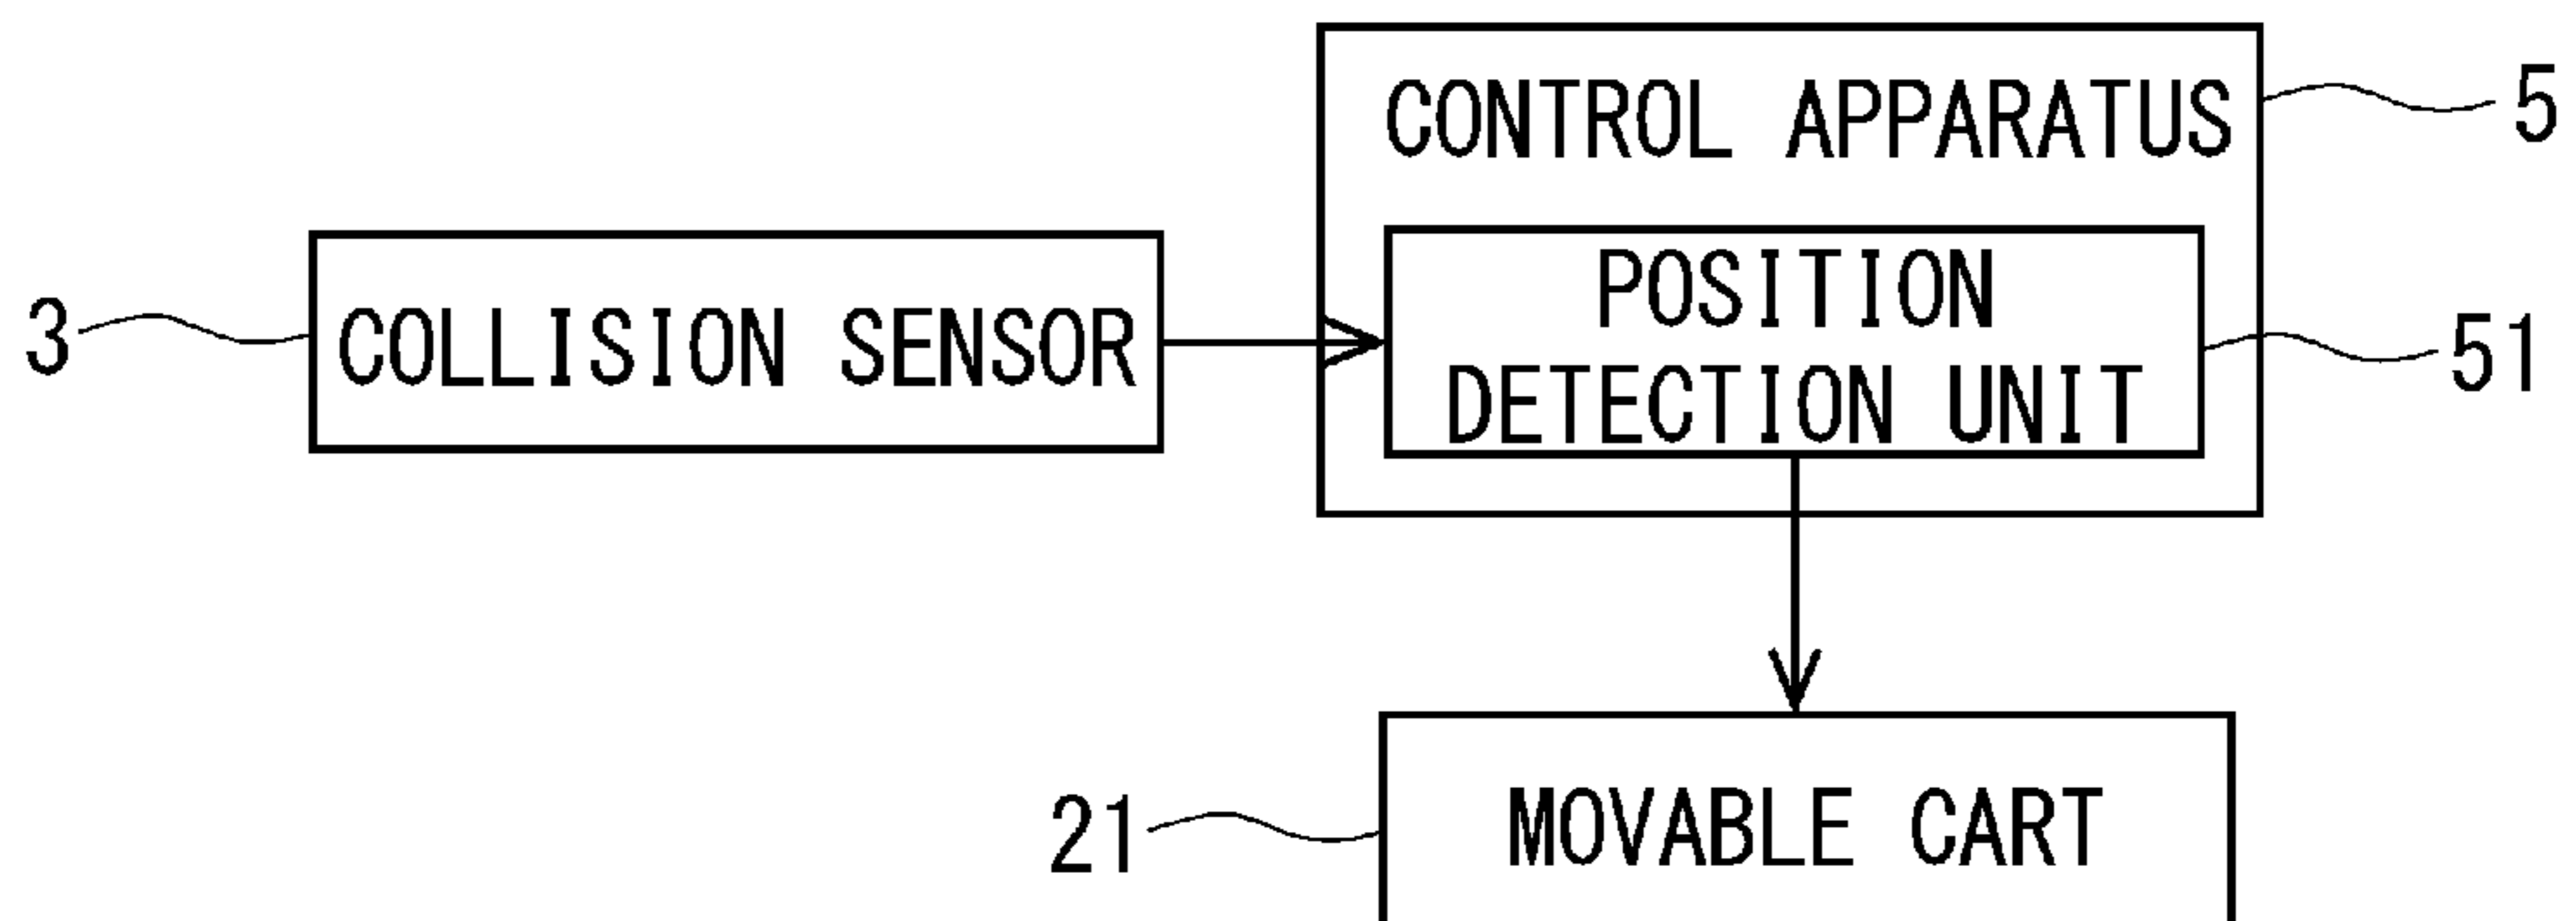 CONTROL APPARATUS
5
3
COLLISION SENSOR
POSITION
DETECTION UNIT
51
21
MOVABLE CART